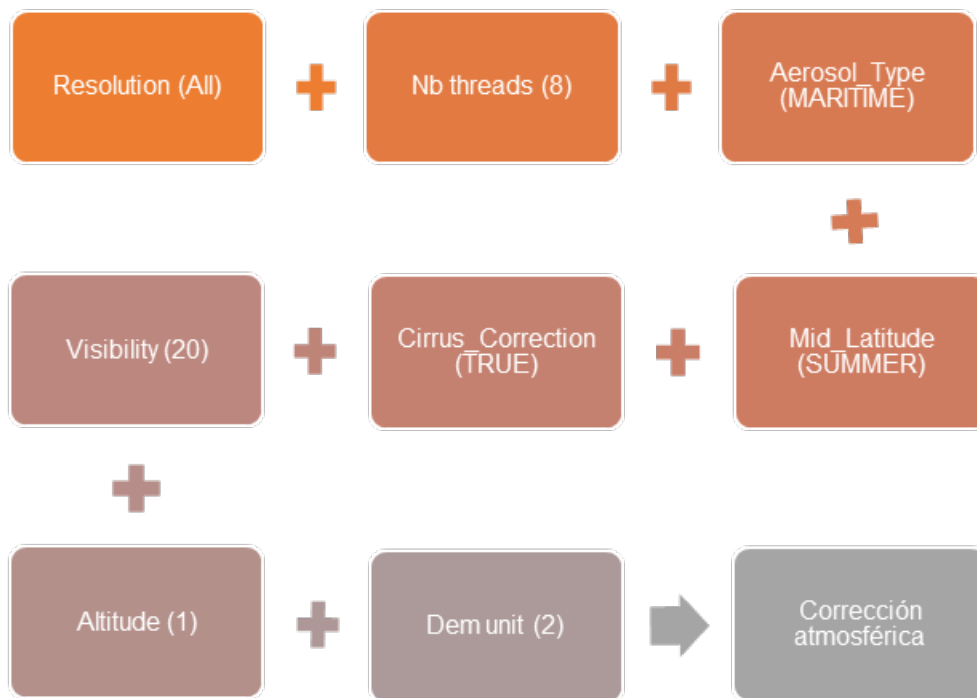 Resolution (All)
Nb threads (8)
Aerosol_Type
(MARITIME)
Mid_Latitude
(SUMMER)
Cirrus_Correction
(TRUE)
Visibility (20)
Altitude (1)
Dem unit (2)
Corrección
atmosférica